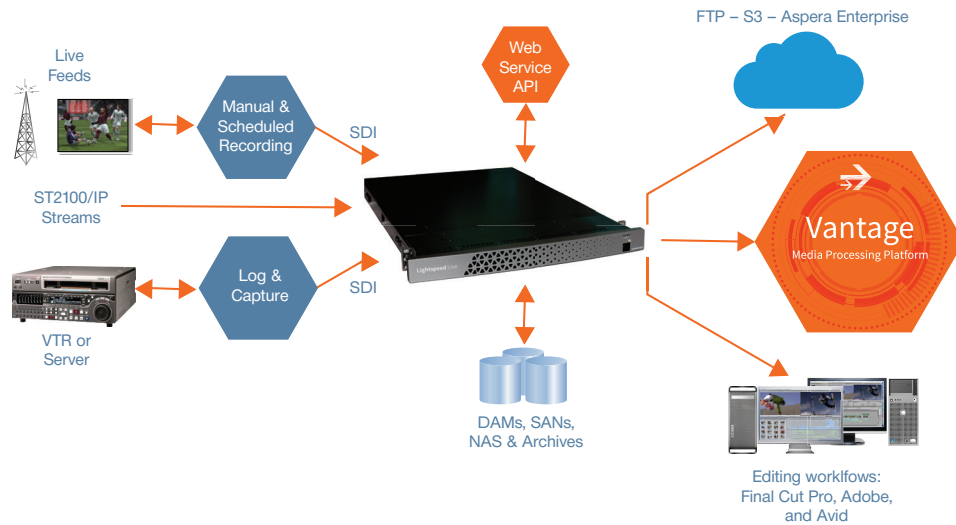 FTP – S3 – Aspera Enterprise
Live
Feeds
Web
Service
API
Manual &
Scheduled
Recording
SDI
ST2100/IP
Streams
Vantage
Media Processing Platform
Lightspeed Live
Log &
Capture
SDI
VTR or
Server
DAMs, SANs,
NAS & Archives
Editing worklfows:
Final Cut Pro, Adobe,
and Avid